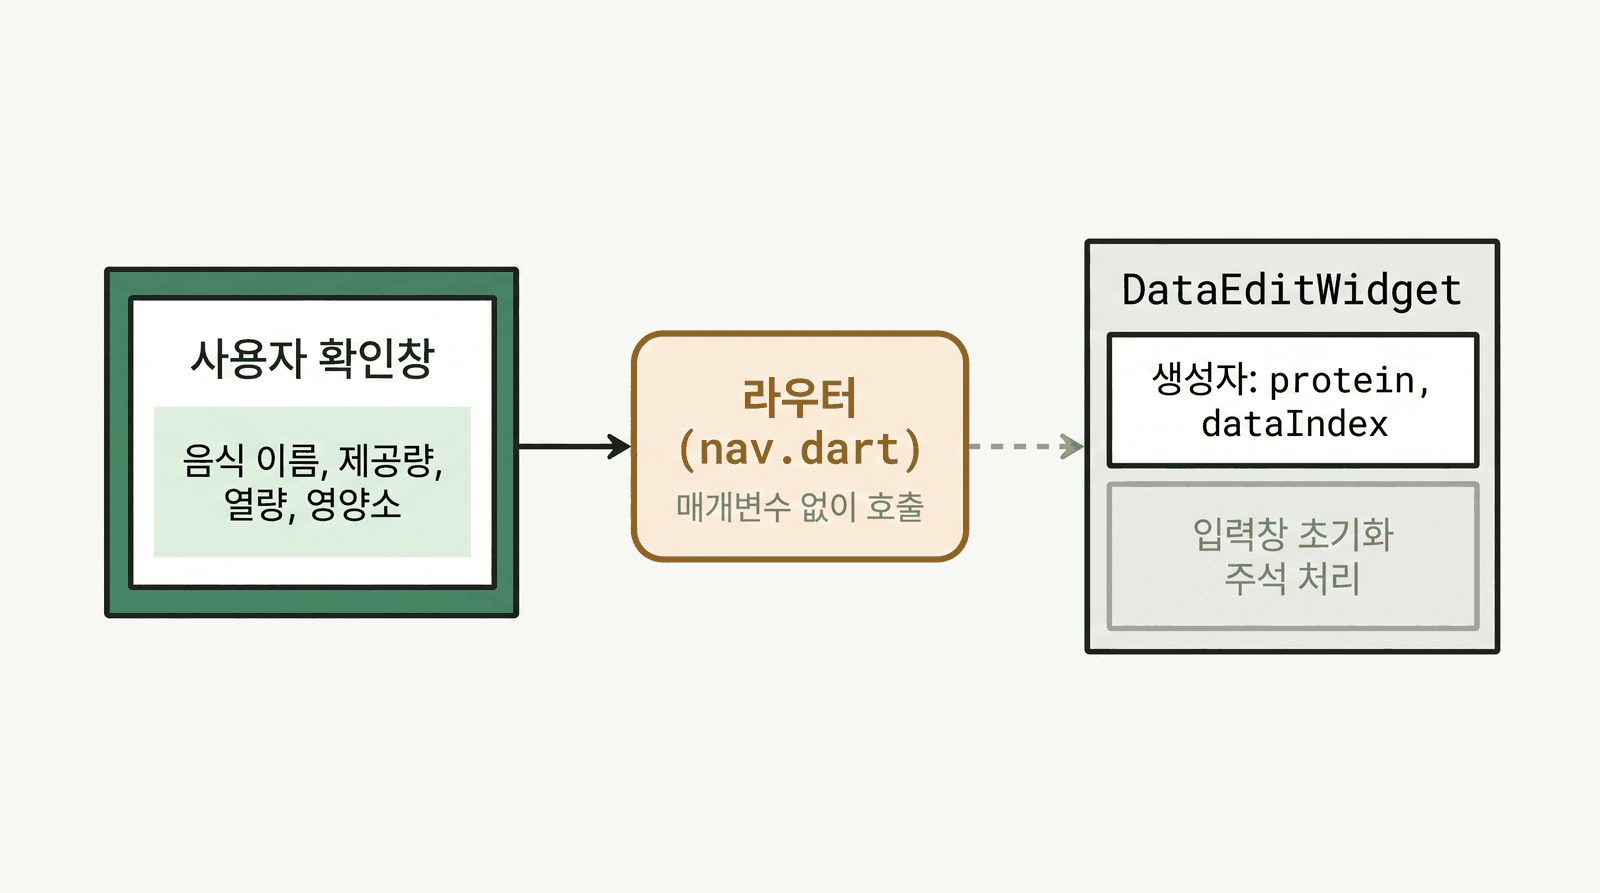 사용자 확인창
음식 이름, 제공량,
열량, 영양소
라우터
(nav.dart)
매개변수 없이 호출
DataEditWidget
생성자: protein,
dataIndex
입력창 초기화
주석 처리